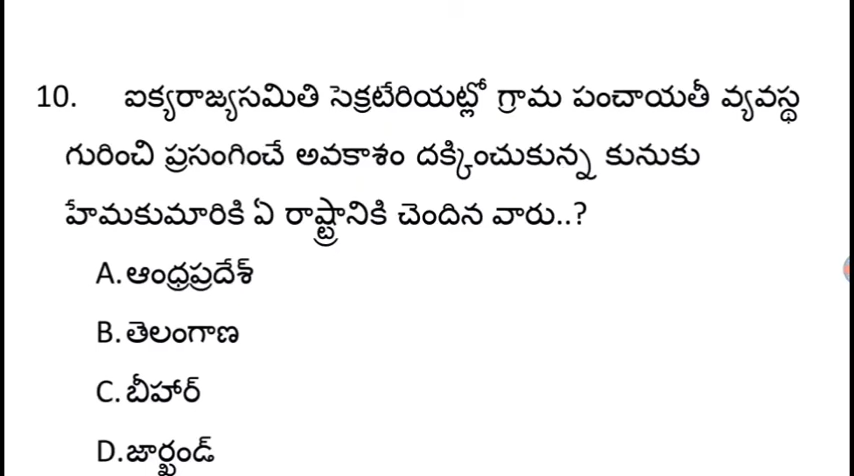 10. ఐక్యరాజ్యసమితి సెక్రటేరియట్లో గ్రామ పంచాయతీ వ్యవస్థ
గురించి ప్రసంగించే అవకాశం దక్కించుకున్న కునుకు
హేమకుమారికి ఏ రాష్ట్రానికి చెందిన వారు..?
A.ఆంధ్రప్రదేశ్
B.తెలంగాణ
C.బీహార్
D.జార్ఖండ్